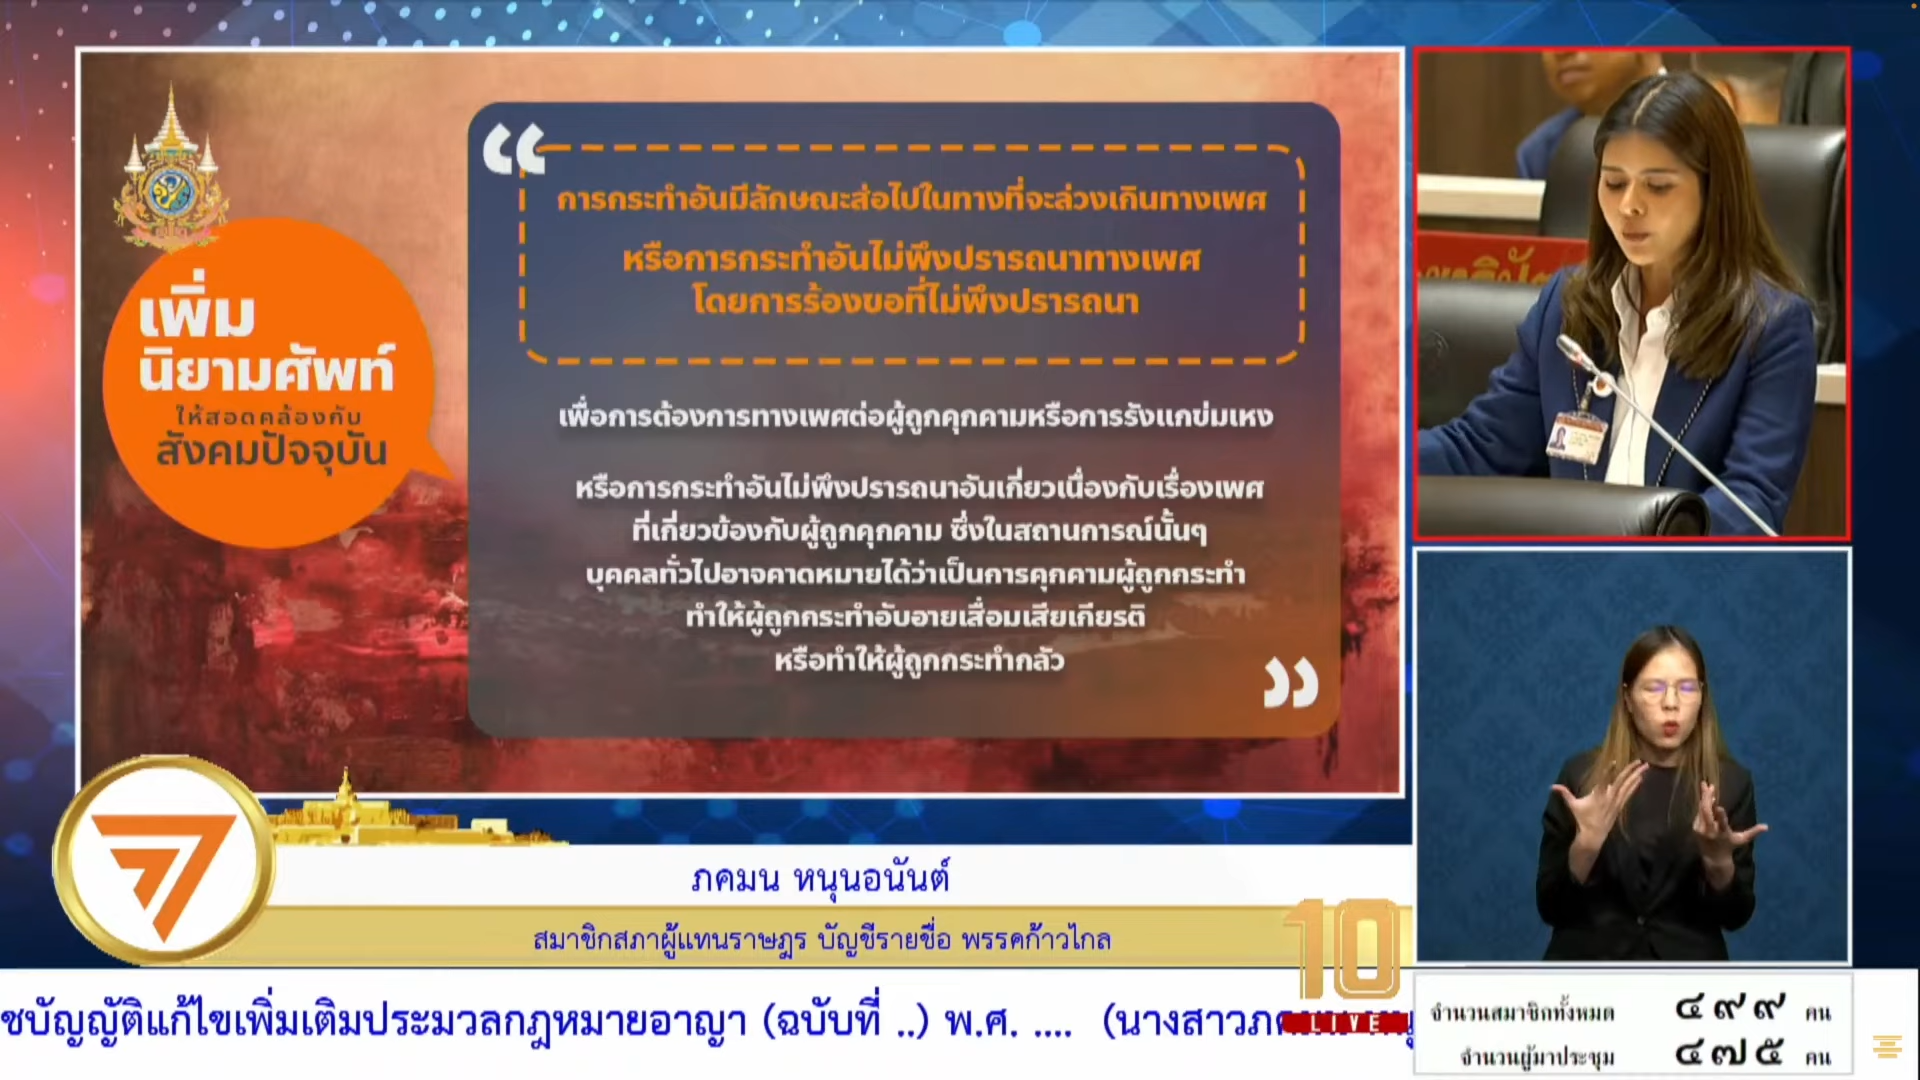 เพิ่ม
นิยามศัพท์
ให้สอดคล้องกับ
สังคมปัจจุบัน
“
การกระทำอันมีลักษณะส่อไปในทางที่จะล่วงเกินทางเพศ
หรือการกระทำอันไม่พึงปรารถนาทางเพศ
โดยการร้องขอที่ไม่พึงปรารถนา
เพื่อการต้องการทางเพศต่อผู้ถูกคุกคามหรือการรังแกข่มเหง
หรือการกระทำอันไม่พึงปรารถนาอันเกี่ยวเนื่องกับเรื่องเพศ
ที่เกี่ยวข้องกับผู้ถูกคุกคาม ซึ่งในสถานการณ์นั้นๆ
บุคคลทั่วไปอาจคาดหมายได้ว่าเป็นการคุกคามผู้ถูกกระทำ
ทำให้ผู้ถูกกระทำอับอายเสื่อมเสียเกียรติ
หรือทำให้ผู้ถูกกระทำกลัว
”
ภคมน หนุนอนันต์
สมาชิกสภาผู้แทนราษฎร บัญชีรายชื่อ พรรคก้าวไกล
10
LIVE
ชบัญญัติแก้ไขเพิ่มเติมประมวลกฎหมายอาญา (ฉบับที่ ..) พ.ศ. .... (นางสาวภ
จำนวนสมาชิกทั้งหมด ๔๙๙ คน
จำนวนผู้มาประชุม ๔๗๕ คน